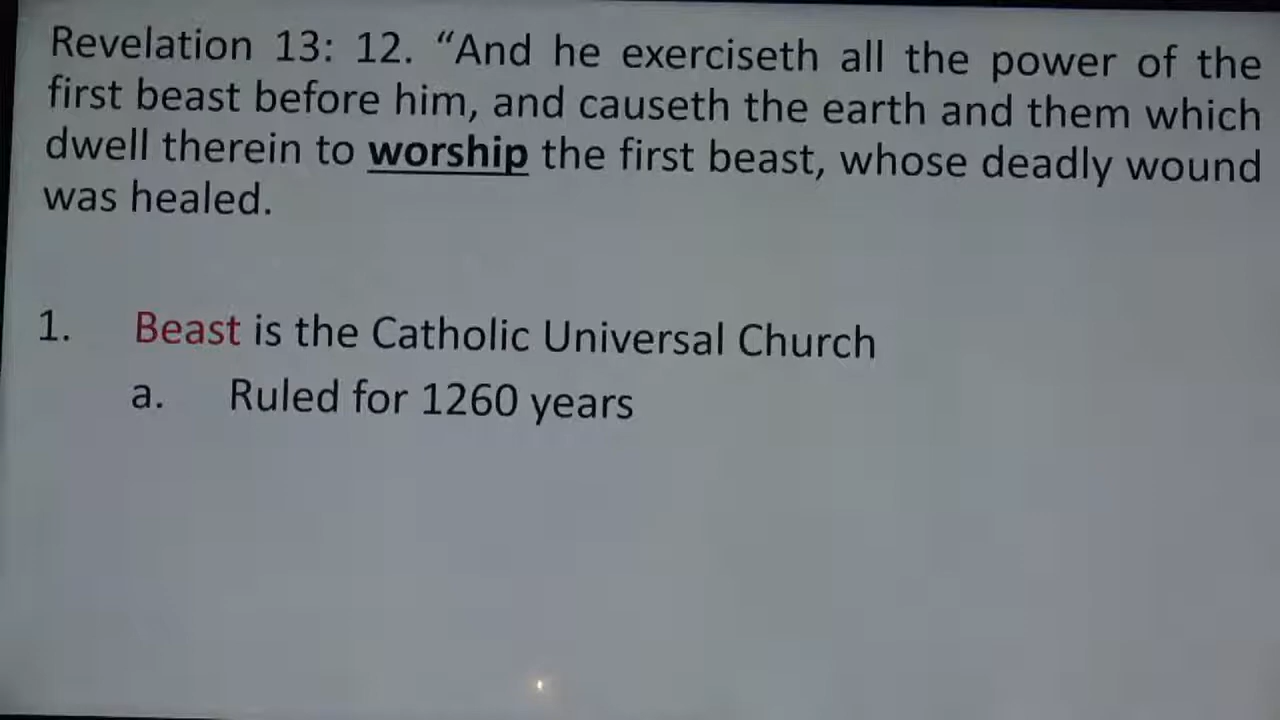 Revelation 13: 12. “And he exerciseth all the power of the
first beast before him, and causeth the earth and them which
dwell therein to worship the first beast, whose deadly wound
was healed.
1. Beast is the Catholic Universal Church
a. Ruled for 1260 years